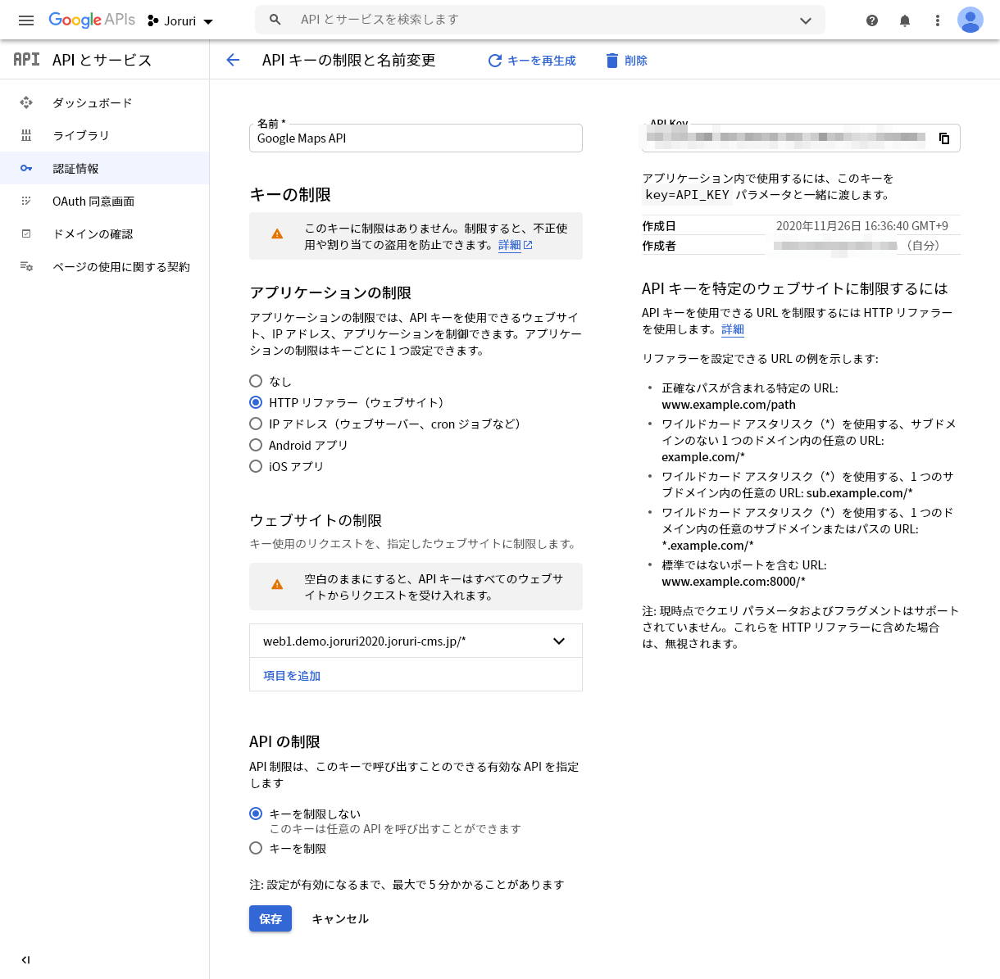 Google APIs
Joruri
API とサービスを検索します
API API とサービス
API キーの制限と名前変更
キーを再生成
削除
ダッシュボード
ライブラリ
認証情報
OAuth 同意画面
ドメインの確認
ページの使用に関する契約
名前 *
Google Maps API
キーの制限
このキーに制限はありません。制限すると、不正使
用や割り当ての盗用を防止できます。詳細
アプリケーションの制限
アプリケーションの制限では、API キーを使用できるウェブサイ
ト、IP アドレス、アプリケーションを制御できます。アプリケー
ションの制限はキーごとに 1 つ設定できます。
なし
HTTP リファラー（ウェブサイト）
IP アドレス（ウェブサーバー、cron ジョブなど）
Android アプリ
iOS アプリ
ウェブサイトの制限
キー使用のリクエストを、指定したウェブサイトに制限します。
空白のままにすると、API キーはすべてのウェブサ
イトからリクエストを受け入れます。
web1.demo.joruri2020.joruri-cms.jp/*
項目を追加
API の制限
API 制限は、このキーで呼び出すことのできる有効な API を指定
します
キーを制限しない
このキーは任意の API を呼び出すことができます
キーを制限
注: 設定が有効になるまで、最大で 5 分かかることがあります
保存
キャンセル
API Key
アプリケーション内で使用するには、このキーを
key=API_KEY パラメータと一緒に渡します。
作成日 2020年11月26日 16:36:40 GMT+9
作成者 （自分）
API キーを特定のウェブサイトに制限するには
API キーを使用できる URL を制限するには HTTP リファラー
を使用します。詳細
リファラーを設定できる URL の例を示します:
• 正確なパスが含まれる特定の URL:
www.example.com/path
• ワイルドカード アスタリスク（*）を使用する、サブドメ
インのない 1 つのドメイン内の任意の URL:
example.com/*
• ワイルドカード アスタリスク（*）を使用する、1 つのサ
ブドメイン内の任意の URL: sub.example.com/*
• ワイルドカード アスタリスク（*）を使用する、1 つのド
メイン内の任意のサブドメインまたはパスの URL:
*.example.com/*
• 標準ではないポートを含む URL:
www.example.com:8000/*
注: 現時点でクエリ パラメータおよびフラグメントはサポート
されていません。これらを HTTP リファラーに含めた場合
は、無視されます。